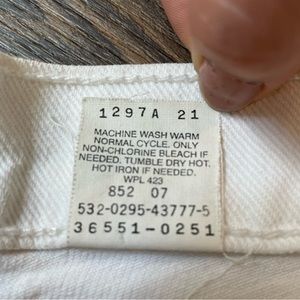 1297A 21
MACHINE WASH WARM
NORMAL CYCLE. ONLY
NON-CHLORINE BLEACH IF
NEEDED. TUMBLE DRY HOT.
HOT IRON IF NEEDED.
WPL 423
852 07
532-0295-43777-5
36551-0251